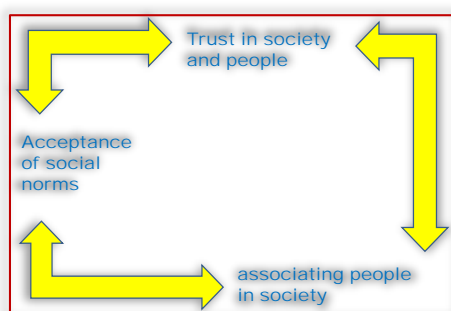 Trust in society
and people
Acceptance
of social
norms
associating people
in society